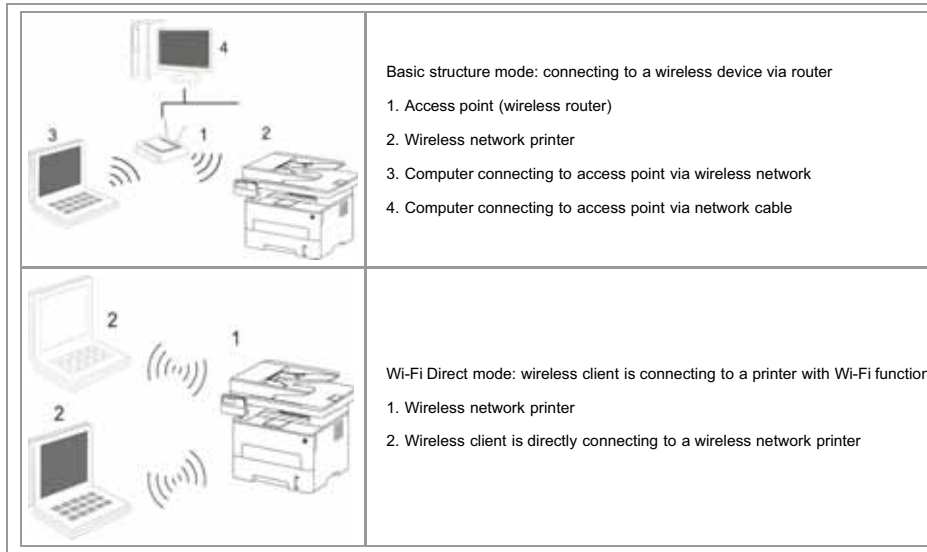 4
3
1
2
Basic structure mode: connecting to a wireless device via router
1. Access point (wireless router)
2. Wireless network printer
3. Computer connecting to access point via wireless network
4. Computer connecting to access point via network cable
2
1
2
Wi-Fi Direct mode: wireless client is connecting to a printer with Wi-Fi function
1. Wireless network printer
2. Wireless client is directly connecting to a wireless network printer